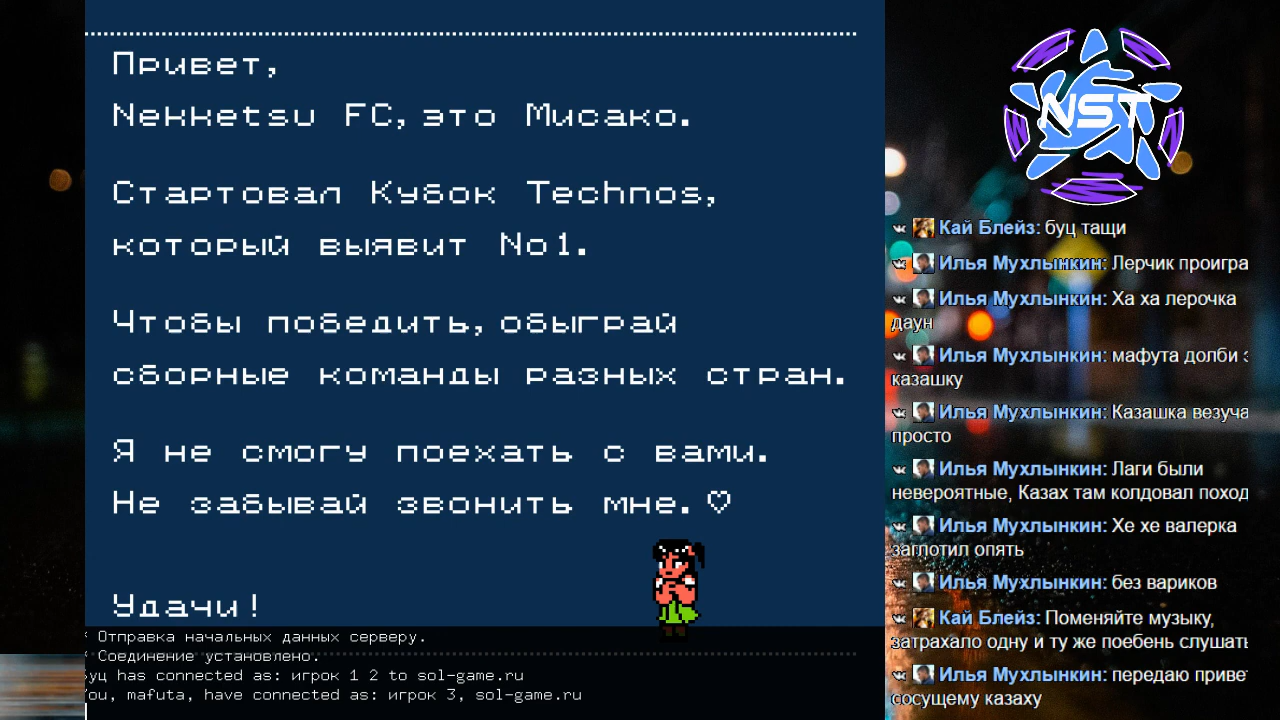 Привет,
Nekketsu FC, это Мисако.
Стартовал Кубок Technos,
который выявит No1.
Чтобы победить, обыграй
сборные команды разных стран.
Я не смогу поехать с вами.
Не забывай звонить мне. ♡
Удачи!
* Отправка начальных данных серверу.
* Соединение установлено.
Буц has connected as: игрок 1 2 to sol-game.ru
You, mafuta, have connected as: игрок 3, sol-game.ru
NST
Кай Блейз: буц тащи
Илья Мухлынкин: Лерчик проигра
Илья Мухлынкин: Ха ха лерочка
даун
Илья Мухлынкин: мафута долби
казашку
Илья Мухлынкин: Казашка везуча
просто
Илья Мухлынкин: Лаги были
невероятные, Казах там колдовал поход
Илья Мухлынкин: Хе хе валерка
заглотил опять
Илья Мухлынкин: без вариков
Кай Блейз: Поменяйте музыку,
затрахало одну и ту же поебень слушать
Илья Мухлынкин: передаю приве
сосущему казаху